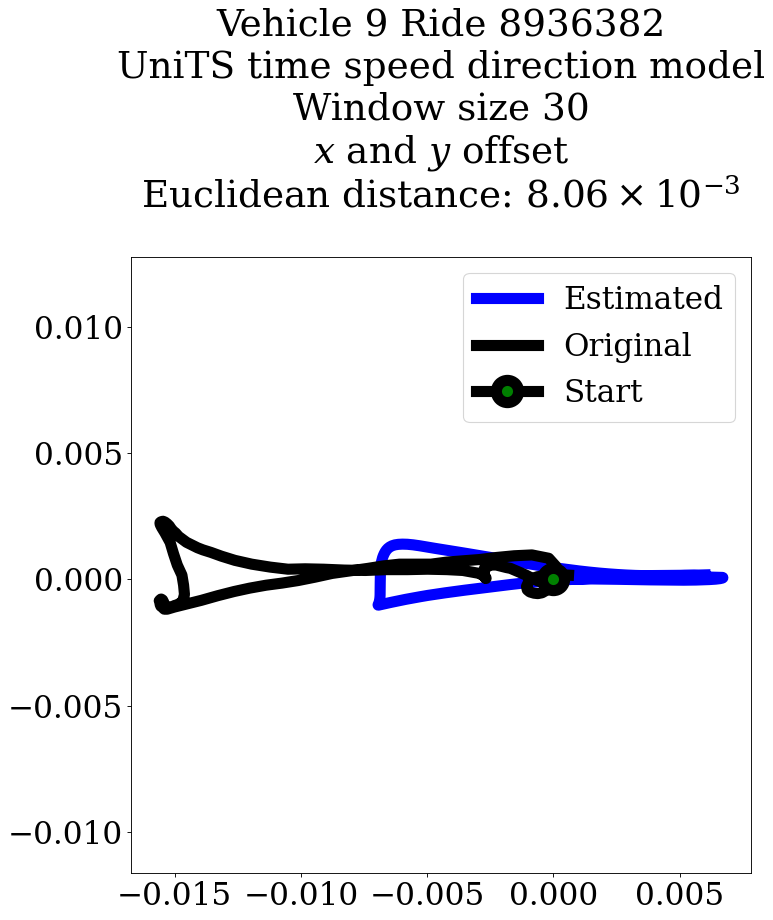 Vehicle 9 Ride 8936382
UniTS time speed direction model
Window size 30
x and y offset
Euclidean distance: 8.06 × 10⁻³
Estimated
Original
Start
0.010
0.005
0.000
−0.005
−0.010
−0.015 −0.010 −0.005 0.000 0.005